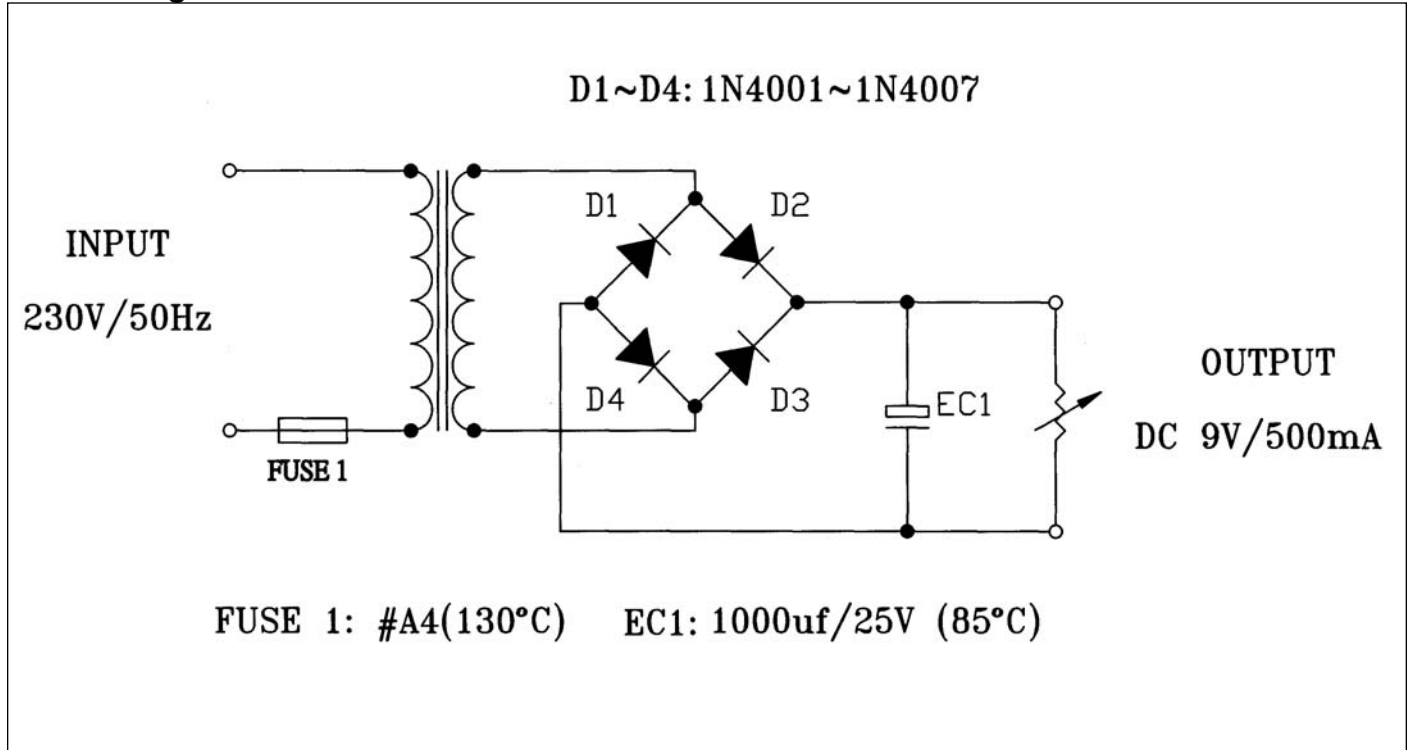 D1~D4: 1N4001~1N4007
D1
D2
INPUT
230V/50Hz
D4
D3
EC1
OUTPUT
DC 9V/500mA
FUSE 1
FUSE 1: #A4(130°C)
EC1: 1000uf/25V (85°C)